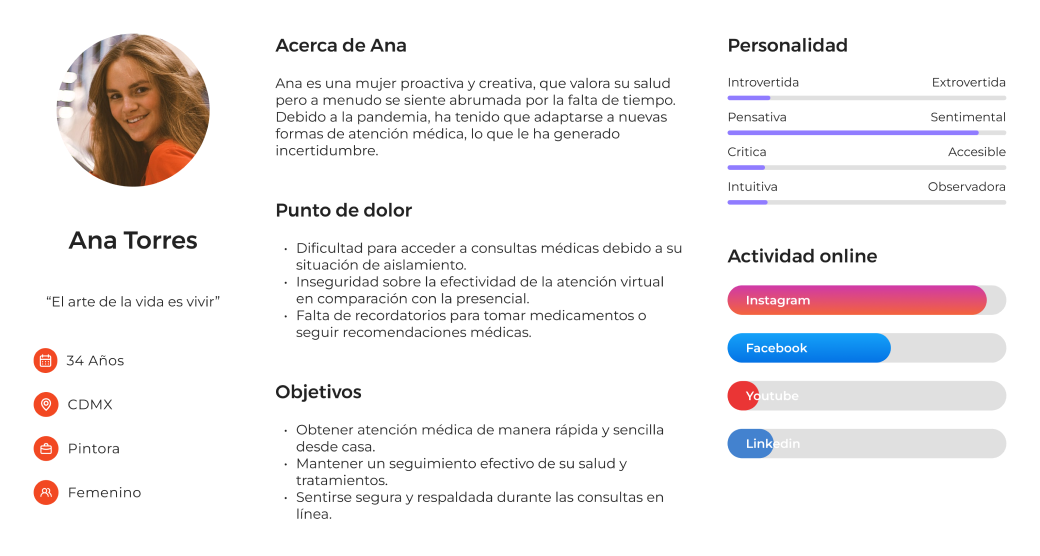 Ana Torres
“El arte de la vida es vivir”
34 Años
CDMX
Pintora
Femenino
Acerca de Ana
Ana es una mujer proactiva y creativa, que valora su salud
pero a menudo se siente abrumada por la falta de tiempo.
Debido a la pandemia, ha tenido que adaptarse a nuevas
formas de atención médica, lo que le ha generado
incertidumbre.
Punto de dolor
• Dificultad para acceder a consultas médicas debido a su
situación de aislamiento.
• Inseguridad sobre la efectividad de la atención virtual
en comparación con la presencial.
• Falta de recordatorios para tomar medicamentos o
seguir recomendaciones médicas.
Objetivos
• Obtener atención médica de manera rápida y sencilla
desde casa.
• Mantener un seguimiento efectivo de su salud y
tratamientos.
• Sentirse segura y respaldada durante las consultas en
línea.
Personalidad
Introvertida Extrovertida
Pensativa Sentimental
Critica Accesible
Intuitiva Observadora
Actividad online
Instagram
Facebook
Youtube
Linkedin